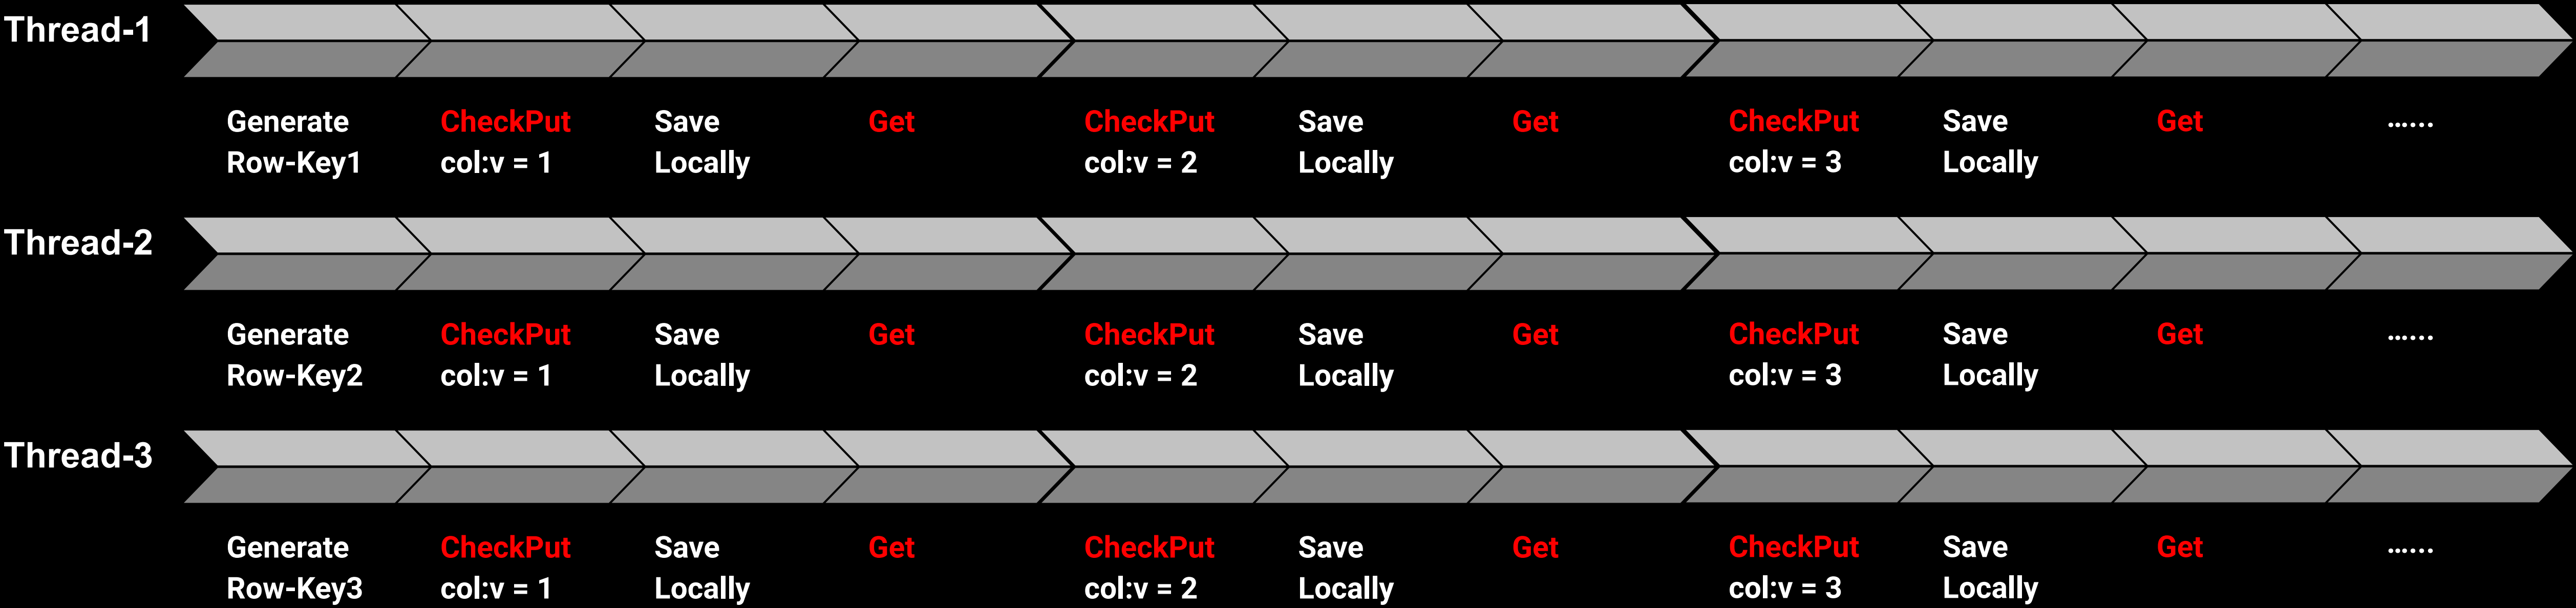 Thread-1
Generate CheckPut Save Get CheckPut Save Get CheckPut Save Get ......
Row-Key1 col:v = 1 Locally col:v = 2 Locally col:v = 3 Locally
Thread-2
Generate CheckPut Save Get CheckPut Save Get CheckPut Save Get ......
Row-Key2 col:v = 1 Locally col:v = 2 Locally col:v = 3 Locally
Thread-3
Generate CheckPut Save Get CheckPut Save Get CheckPut Save Get ......
Row-Key3 col:v = 1 Locally col:v = 2 Locally col:v = 3 Locally